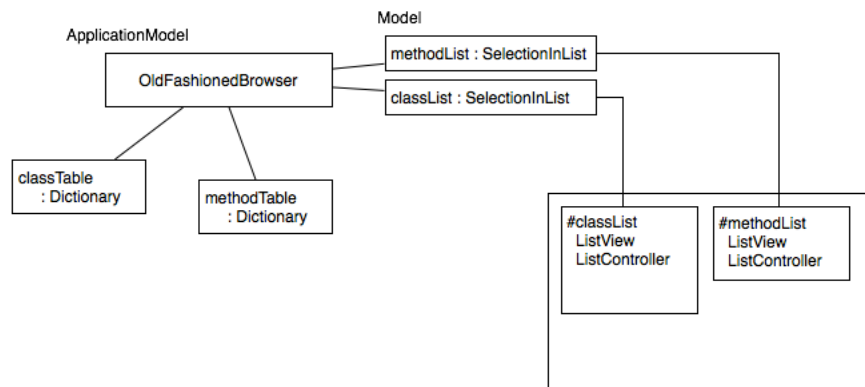 Model
ApplicationModel
methodList : SelectionInList
OldFashionedBrowser
classList : SelectionInList
classTable
: Dictionary
methodTable
: Dictionary
#classList
ListView
ListController
#methodList
ListView
ListController